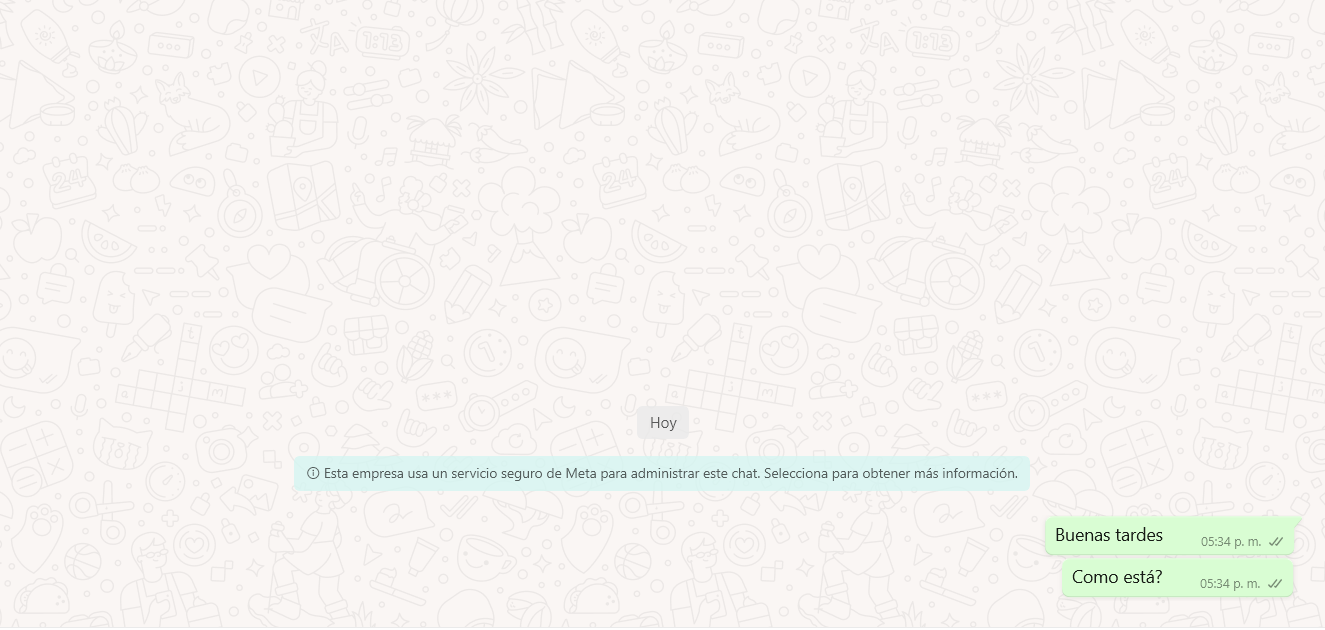 Hoy
Esta empresa usa un servicio seguro de Meta para administrar este chat. Selecciona para obtener más información.
Buenas tardes 05:34 p. m.
Como está? 05:34 p. m.